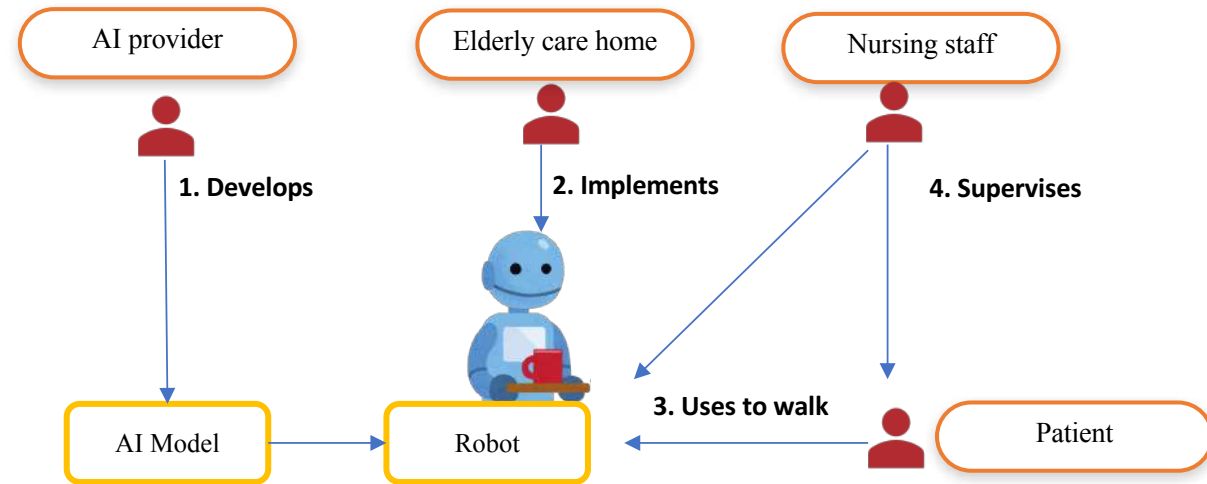 AI provider
Elderly care home
Nursing staff
1. Develops
2. Implements
4. Supervises
3. Uses to walk
AI Model
Robot
Patient